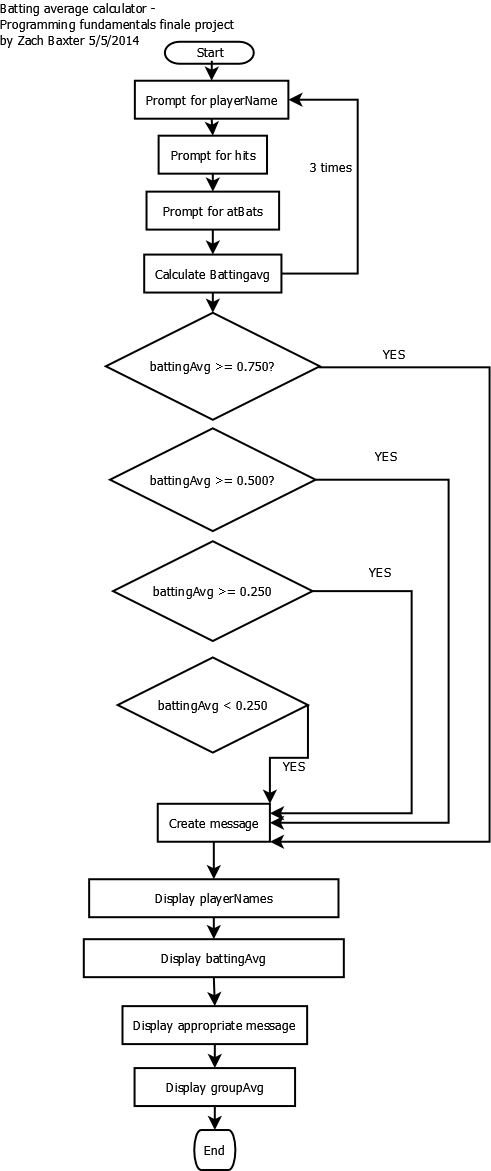 Batting average calculator -
Programming fundamentals finale project
by Zach Baxter 5/5/2014
Start
Prompt for playerName
Prompt for hits
3 times
Prompt for atBats
Calculate Battingavg
battingAvg >= 0.750?
YES
battingAvg >= 0.500?
YES
battingAvg >= 0.250
YES
battingAvg < 0.250
YES
Create message
Display playerNames
Display battingAvg
Display appropriate message
Display groupAvg
End